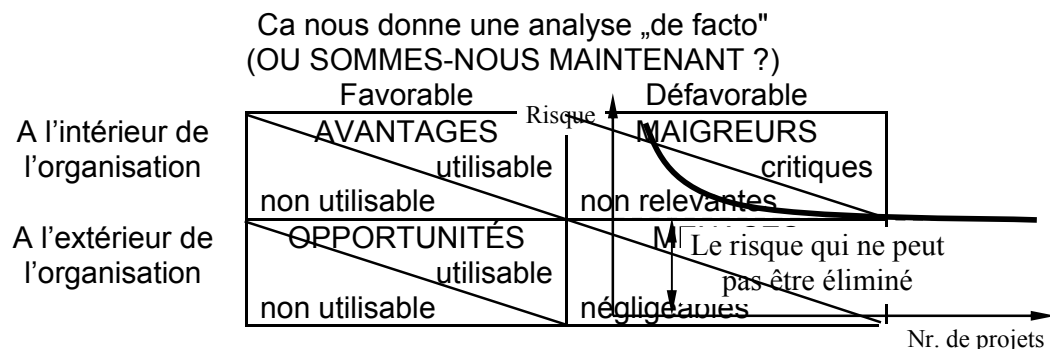 Ca nous donne une analyse „de facto"
(OU SOMMES-NOUS MAINTENANT ?)
Favorable Défavorable
Risque
A l’intérieur de AVANTAGES MAIGREURS
l’organisation utilisable critiques
non utilisable non relevantes
A l’extérieur de OPPORTUNITÉS
l’organisation utilisable
Le risque qui ne peut
pas être éliminé
non utilisable négligeables
Nr. de projets